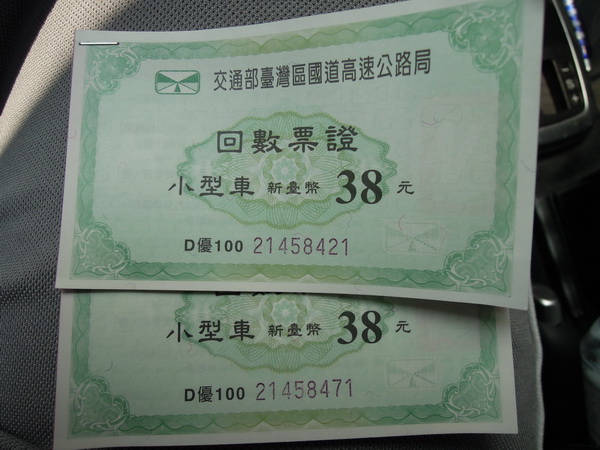 交通部臺灣區國道高速公路局
回數票證
小型車 新臺幣 38 元
D優100 21458421
小型車 新臺幣 38 元
D優100 21458471